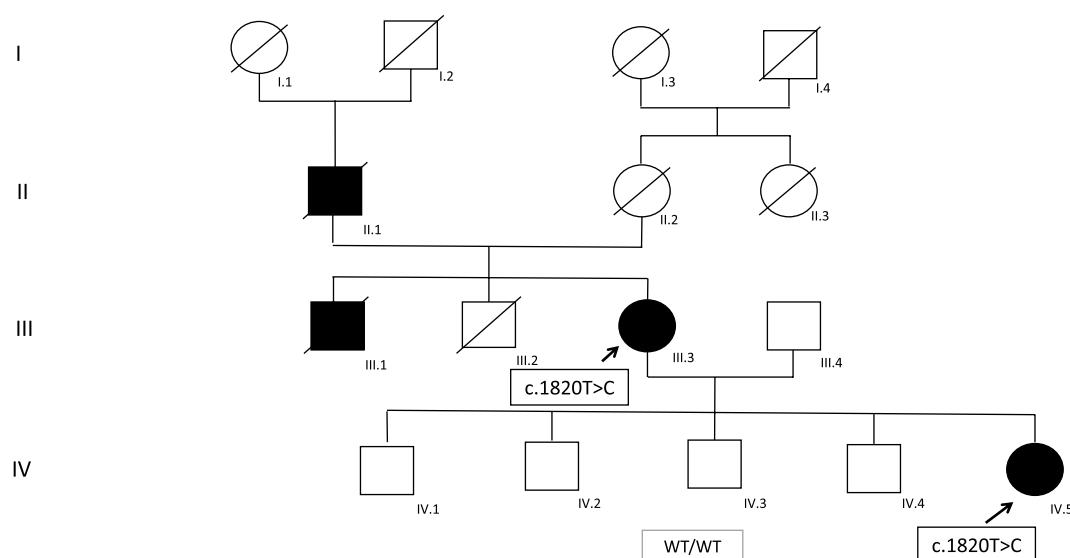 I
I.1
I.2
I.3
I.4
II
II.1
II.2
II.3
III
III.1
III.2
III.3
III.4
c.1820T>C
IV
IV.1
IV.2
IV.3
IV.4
IV.5
WT/WT
c.1820T>C